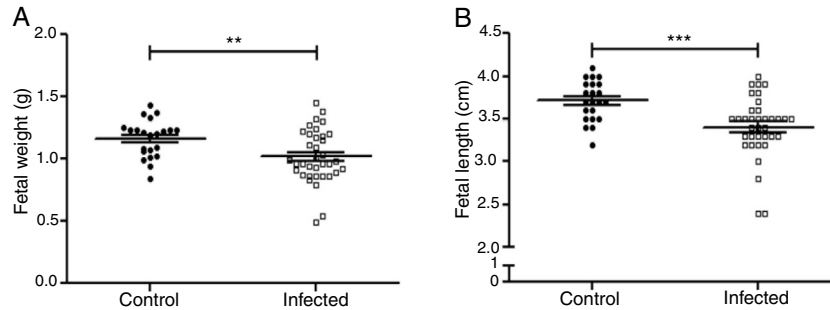 A
**
Fetal weight (g)
2.0
1.5
1.0
0.5
0.0
Control Infected
B
***
Fetal length (cm)
4.5
4.0
3.5
3.0
2.5
2.0
1
0
Control Infected